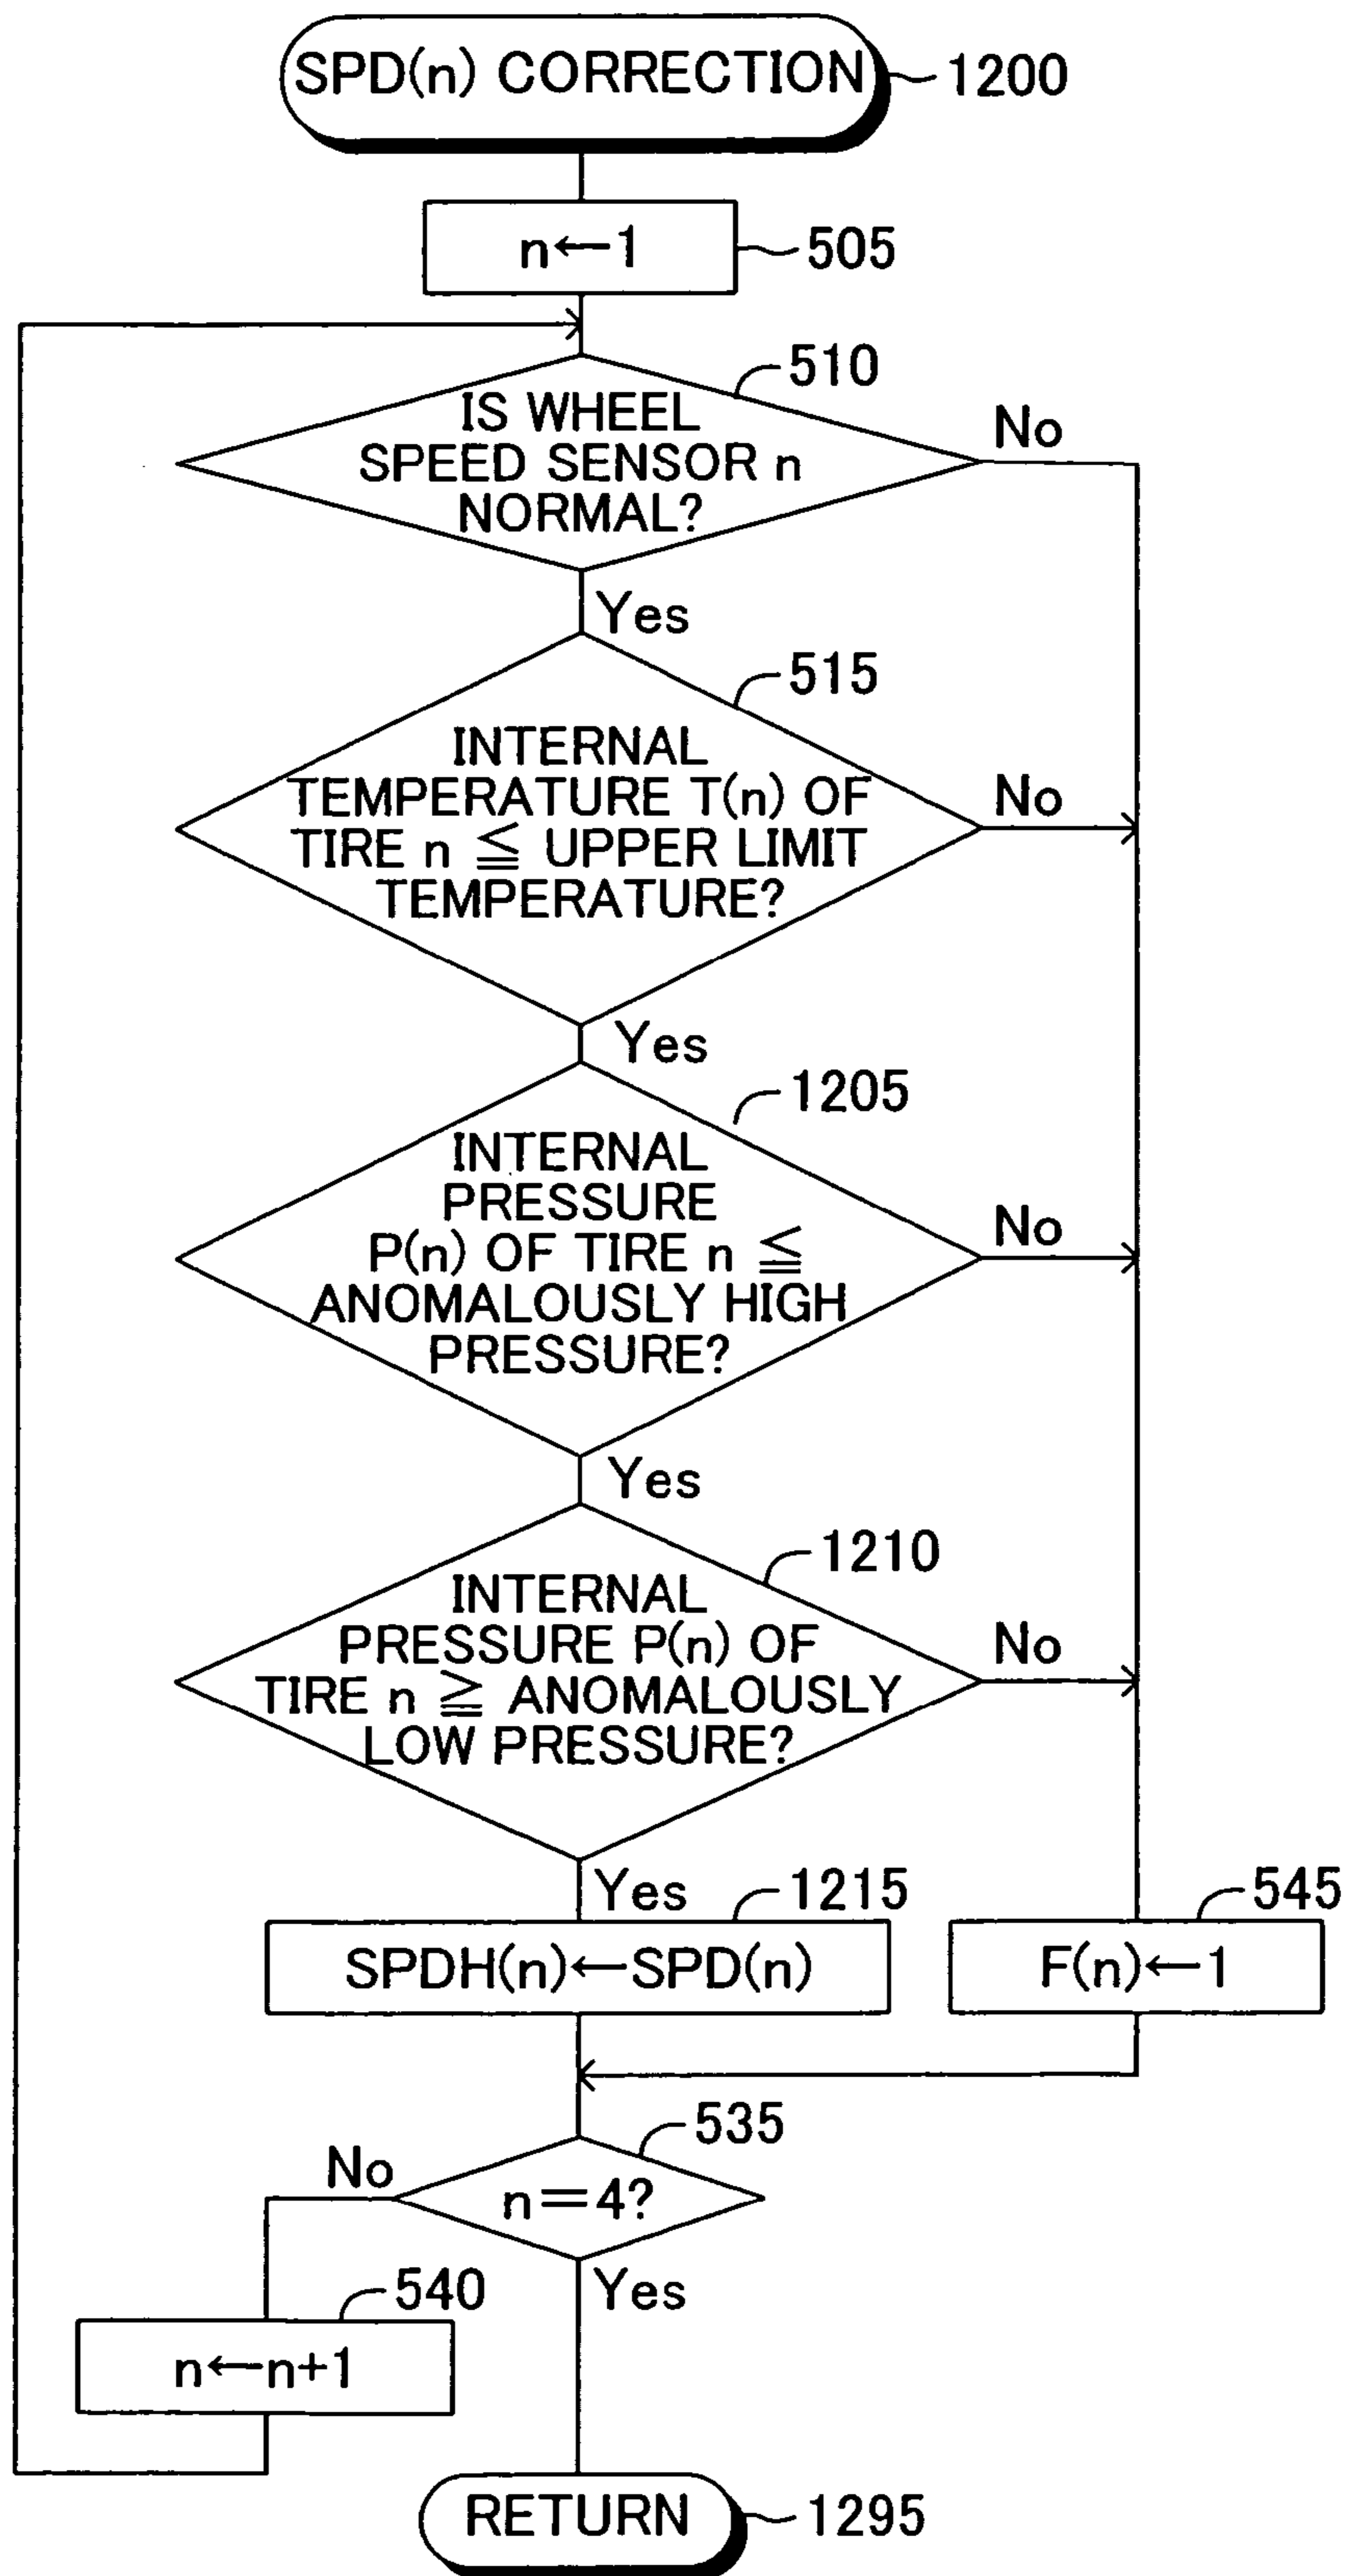 SPD(n) CORRECTION
1200
n←1
505
510
IS WHEEL
SPEED SENSOR n
NORMAL?
No
Yes
515
INTERNAL
TEMPERATURE T(n) OF
TIRE n ≦ UPPER LIMIT
TEMPERATURE?
No
Yes
1205
INTERNAL
PRESSURE
P(n) OF TIRE n ≦
ANOMALOUSLY HIGH
PRESSURE?
No
Yes
1210
INTERNAL
PRESSURE P(n) OF
TIRE n ≧ ANOMALOUSLY
LOW PRESSURE?
No
Yes
1215
SPDH(n)←SPD(n)
545
F(n)←1
535
n=4?
No
Yes
540
n←n+1
RETURN
1295